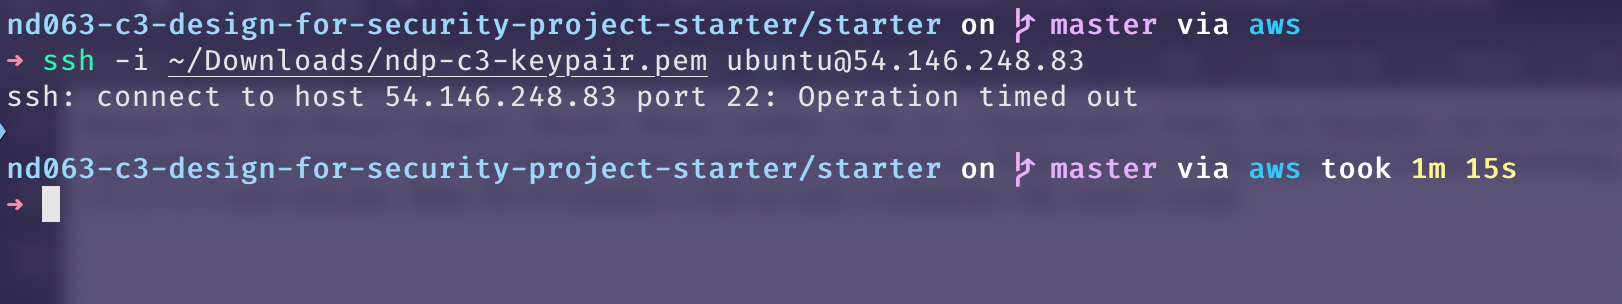 nd063-c3-design-for-security-project-starter/starter on master via aws
➜ ssh -i ~/Downloads/ndp-c3-keypair.pem ubuntu@54.146.248.83
ssh: connect to host 54.146.248.83 port 22: Operation timed out
nd063-c3-design-for-security-project-starter/starter on master via aws took 1m 15s
➜